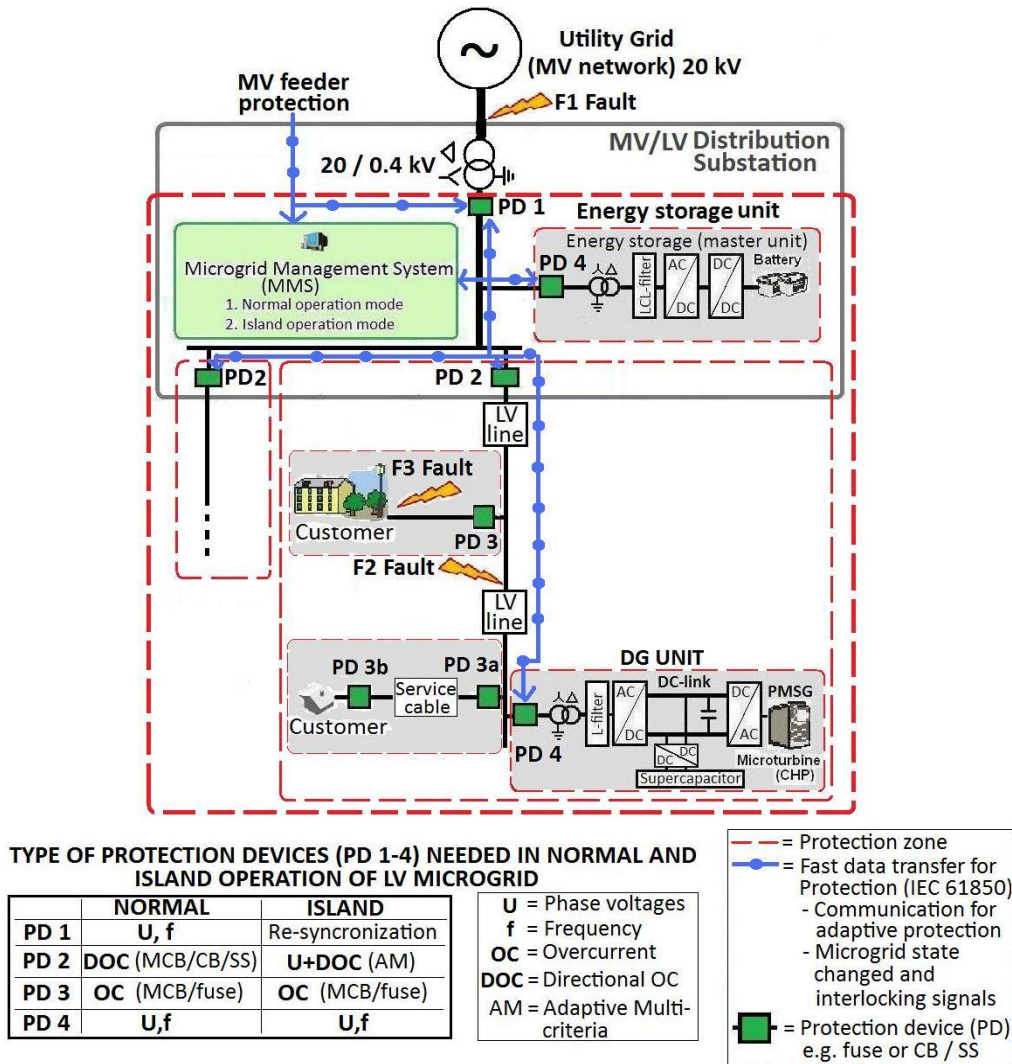 Utility Grid
(MV network) 20 kV
MV feeder
protection
F1 Fault
MV/LV Distribution
Substation
20 / 0.4 kV
PD 1
Energy storage unit
Energy storage (master unit)
Microgrid Management System
(MMS)
1. Normal operation mode
2. Island operation mode
PD 4
LCL-filter
AC
DC
DC
DC
Battery
PD2
PD 2
LV
line
F3 Fault
Customer
PD 3
F2 Fault
LV
line
DG UNIT
PD 3b
PD 3a
Service
cable
Customer
PD 4
L-filter
AC
DC
DC-link
DC
AC
PMSG
DC
DC
Supercapacitor
Microturbine
(CHP)
TYPE OF PROTECTION DEVICES (PD 1-4) NEEDED IN NORMAL AND
ISLAND OPERATION OF LV MICROGRID
NORMAL ISLAND
PD 1 U, f Re-syncronization
PD 2 DOC (MCB/CB/SS) U+DOC (AM)
PD 3 OC (MCB/fuse) OC (MCB/fuse)
PD 4 U,f U,f
U = Phase voltages
f = Frequency
OC = Overcurrent
DOC = Directional OC
AM = Adaptive Multi-
criteria
= Protection zone
= Fast data transfer for
Protection (IEC 61850)
- Communication for
adaptive protection
- Microgrid state
changed and
interlocking signals
= Protection device (PD)
e.g. fuse or CB / SS